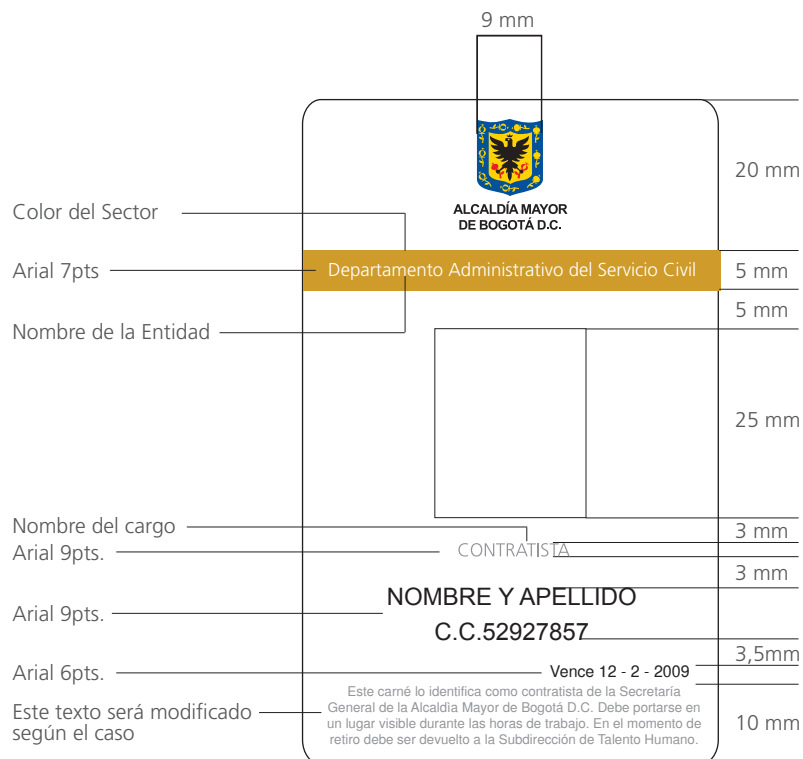 9 mm
20 mm
ALCALDÍA MAYOR
DE BOGOTÁ D.C.
Color del Sector
Arial 7pts
Departamento Administrativo del Servicio Civil
5 mm
5 mm
Nombre de la Entidad
25 mm
Nombre del cargo
3 mm
Arial 9pts.
CONTRATISTA
3 mm
NOMBRE Y APELLIDO
Arial 9pts.
C.C.52927857
3,5mm
Arial 6pts.
Vence 12 - 2 - 2009
Este texto será modificado
según el caso
Este carné lo identifica como contratista de la Secretaría
General de la Alcaldia Mayor de Bogotá D.C. Debe portarse en
un lugar visible durante las horas de trabajo. En el momento de
retiro debe ser devuelto a la Subdirección de Talento Humano.
10 mm